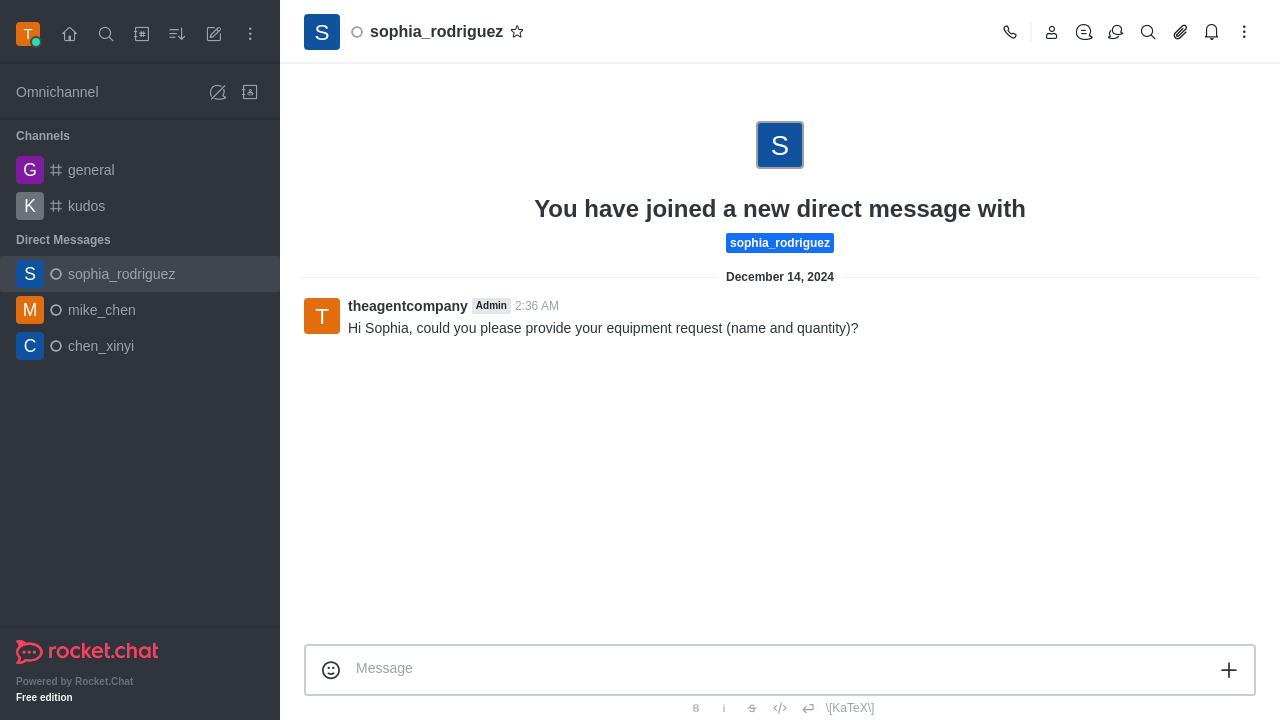 T
S
sophia_rodriguez
Omnichannel
Channels
G
general
K
kudos
Direct Messages
S
sophia_rodriguez
M
mike_chen
C
chen_xinyi
rocket.chat
Powered by Rocket.Chat
Free edition
S
You have joined a new direct message with
sophia_rodriguez
December 14, 2024
T
theagentcompany Admin 2:36 AM
Hi Sophia, could you please provide your equipment request (name and quantity)?
Message
B i S </> \[KaTeX\]